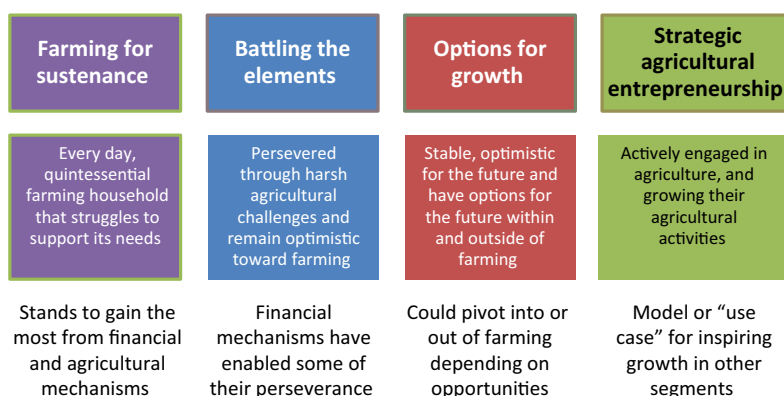 Farming for
sustenance
Every day,
quintessential
farming household
that struggles to
support its needs
Stands to gain the
most from financial
and agricultural
mechanisms
Battling the
elements
Persevered
through harsh
agricultural
challenges and
remain optimistic
toward farming
Financial
mechanisms have
enabled some of
their perseverance
Options for
growth
Stable, optimistic
for the future and
have options for
the future within
and outside of
farming
Could pivot into or
out of farming
depending on
opportunities
Strategic
agricultural
entrepreneurship
Actively engaged in
agriculture, and
growing their
agricultural
activities
Model or “use
case” for inspiring
growth in other
segments